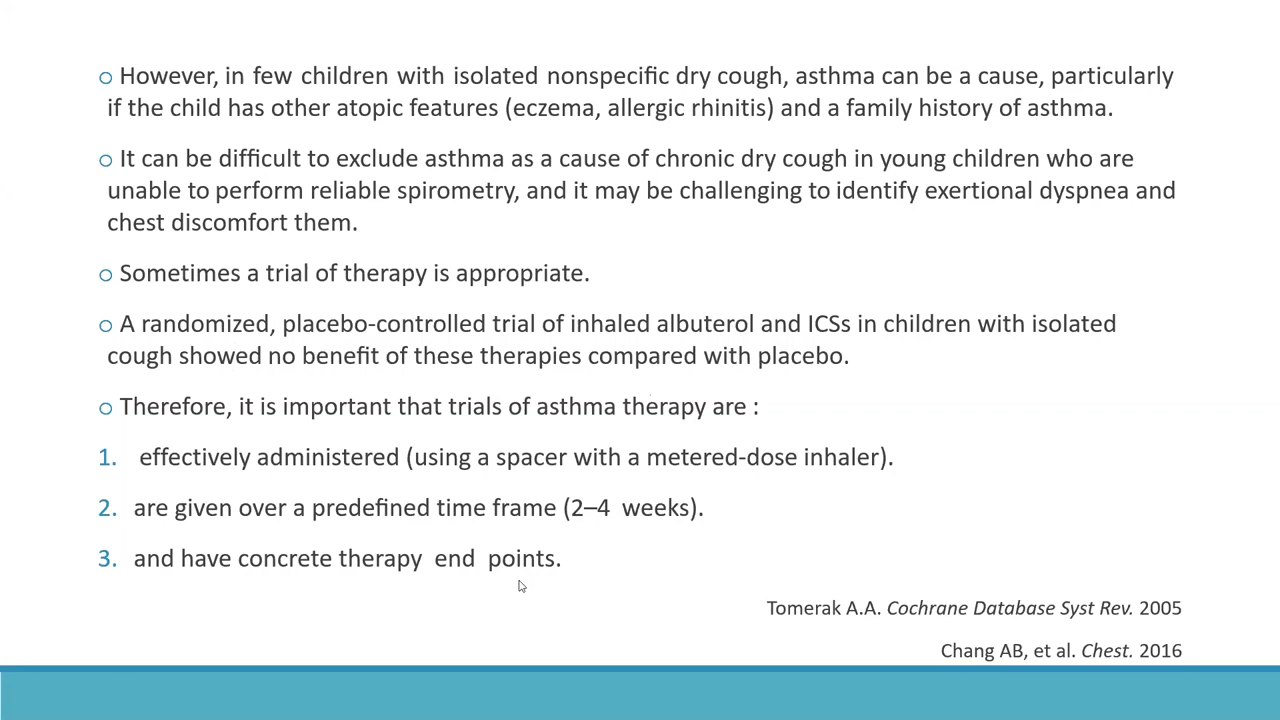 o However, in few children with isolated nonspecific dry cough, asthma can be a cause, particularly
if the child has other atopic features (eczema, allergic rhinitis) and a family history of asthma.
o It can be difficult to exclude asthma as a cause of chronic dry cough in young children who are
unable to perform reliable spirometry, and it may be challenging to identify exertional dyspnea and
chest discomfort them.
o Sometimes a trial of therapy is appropriate.
o A randomized, placebo-controlled trial of inhaled albuterol and ICSs in children with isolated
cough showed no benefit of these therapies compared with placebo.
o Therefore, it is important that trials of asthma therapy are :
1. effectively administered (using a spacer with a metered-dose inhaler).
2. are given over a predefined time frame (2–4 weeks).
3. and have concrete therapy end points.
Tomerak A.A. Cochrane Database Syst Rev. 2005
Chang AB, et al. Chest. 2016